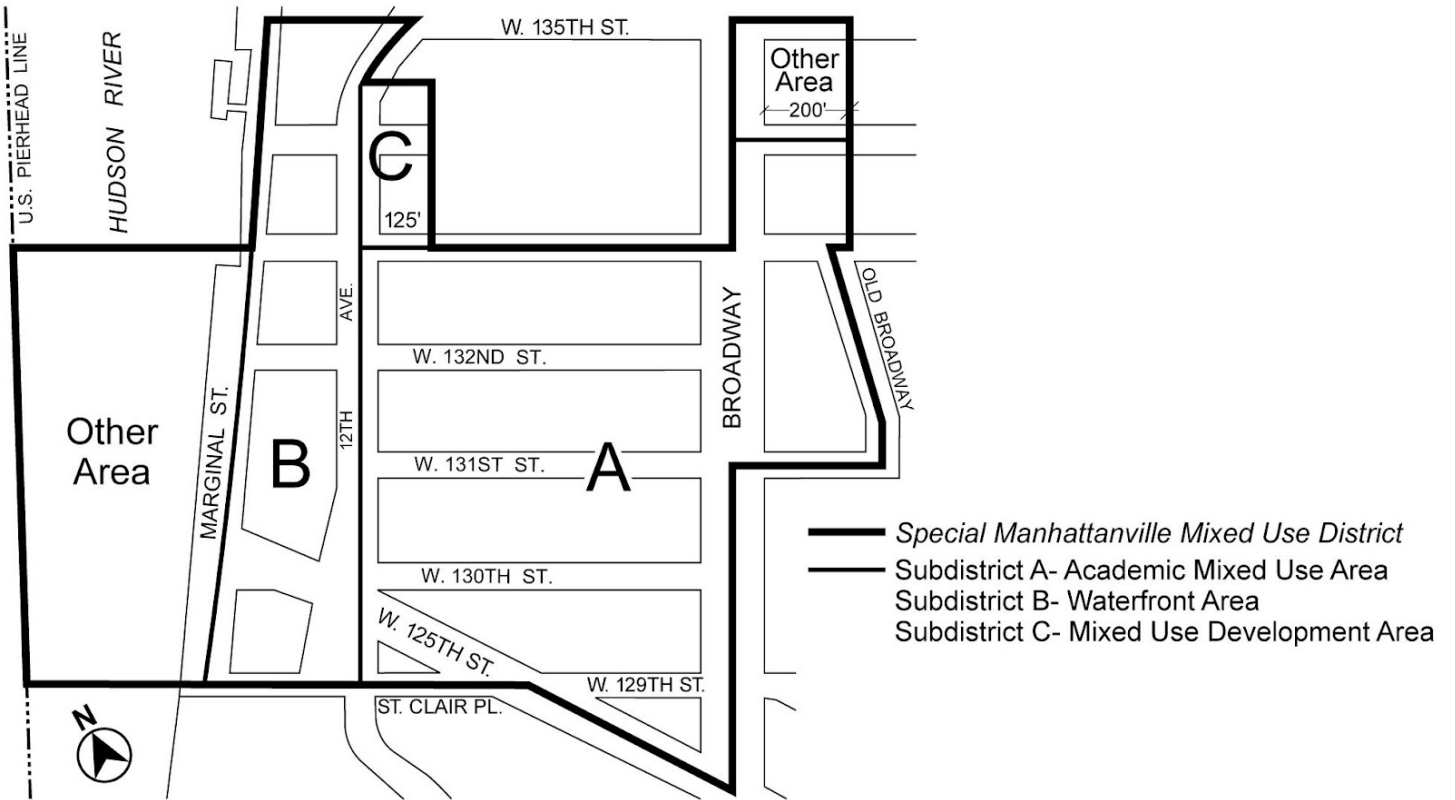 U.S. PIERHEAD LINE
HUDSON RIVER
W. 135TH ST.
Other
Area
200'
C
125'
Other
Area
MARGINAL ST.
B
12TH AVE.
W. 132ND ST.
W. 131ST ST.
A
BROADWAY
OLD BROADWAY
W. 130TH ST.
W. 125TH ST.
W. 129TH ST.
ST. CLAIR PL.
N
Special Manhattanville Mixed Use District
Subdistrict A- Academic Mixed Use Area
Subdistrict B- Waterfront Area
Subdistrict C- Mixed Use Development Area